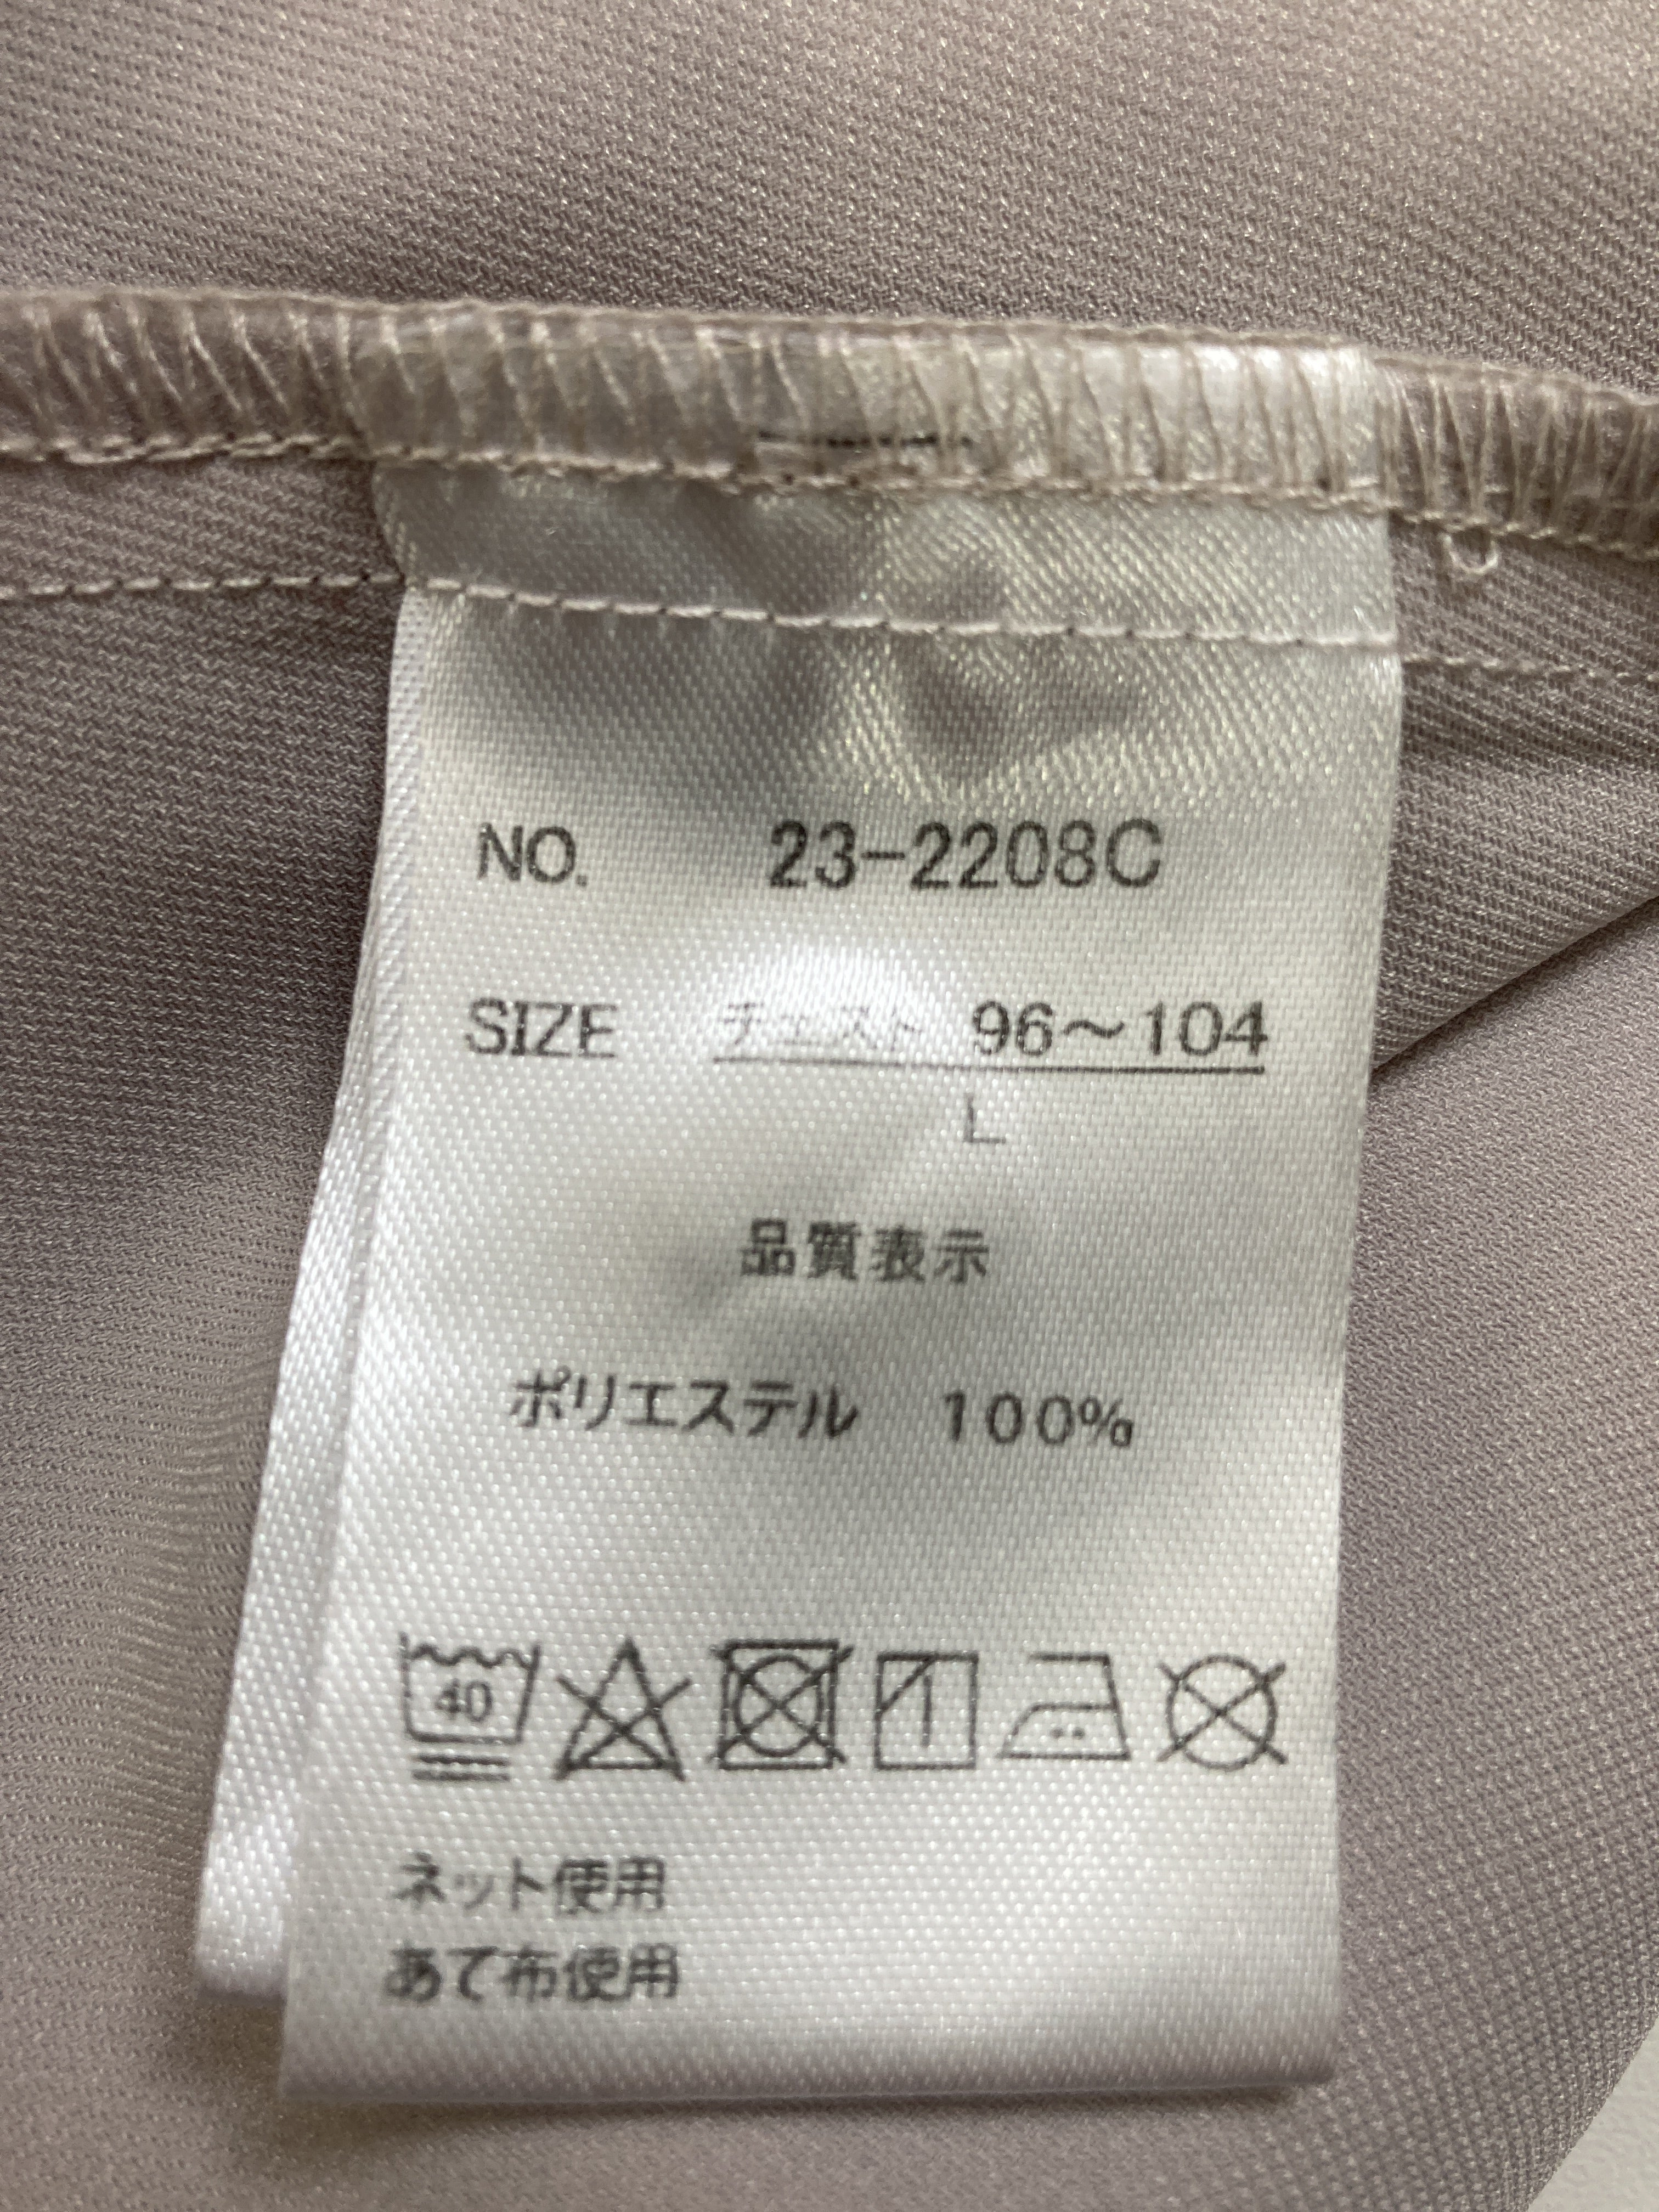 NO. 23-2208C
SIZE チェスト 96～104
L
品質表示
ポリエステル 100%
40
ネット使用
あて布使用